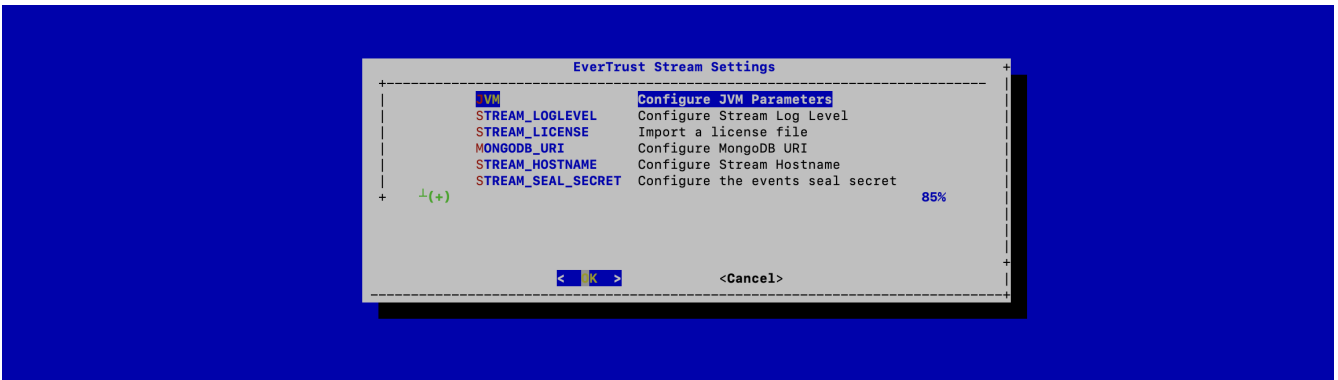 EverTrust Stream Settings
JVM Configure JVM Parameters
STREAM_LOGLEVEL Configure Stream Log Level
STREAM_LICENSE Import a license file
MONGODB_URI Configure MongoDB URI
STREAM_HOSTNAME Configure Stream Hostname
STREAM_SEAL_SECRET Configure the events seal secret
┴(+) 85%
< OK > <Cancel>